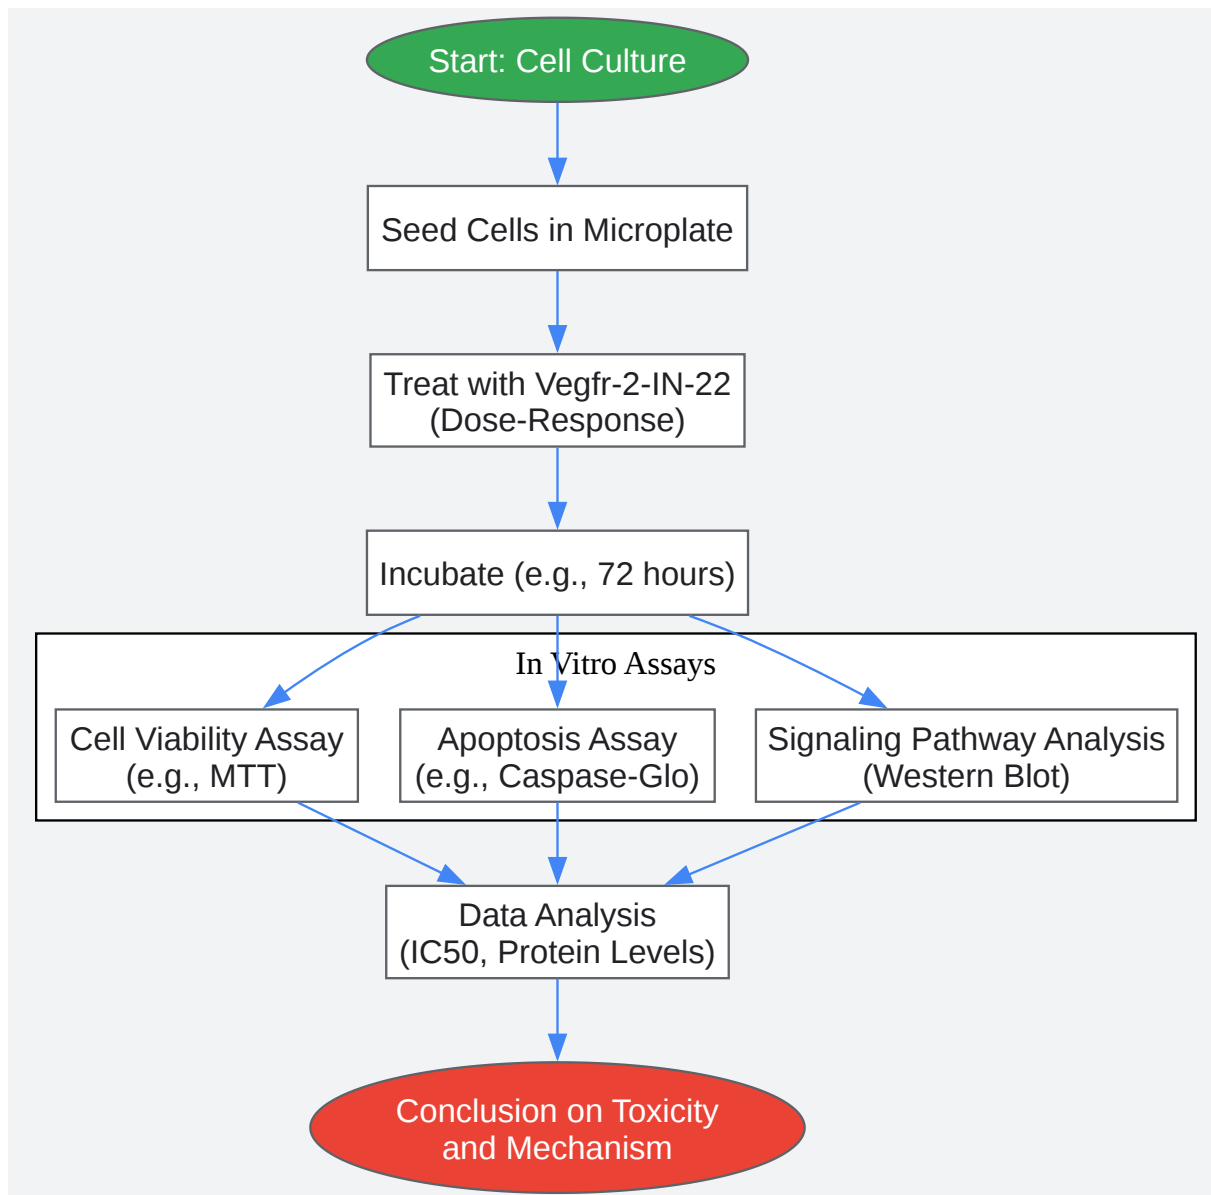 Start: Cell Culture
Seed Cells in Microplate
Treat with Vegfr-2-IN-22
(Dose-Response)
Incubate (e.g., 72 hours)
In Vitro Assays
Cell Viability Assay
(e.g., MTT)
Apoptosis Assay
(e.g., Caspase-Glo)
Signaling Pathway Analysis
(Western Blot)
Data Analysis
(IC50, Protein Levels)
Conclusion on Toxicity
and Mechanism